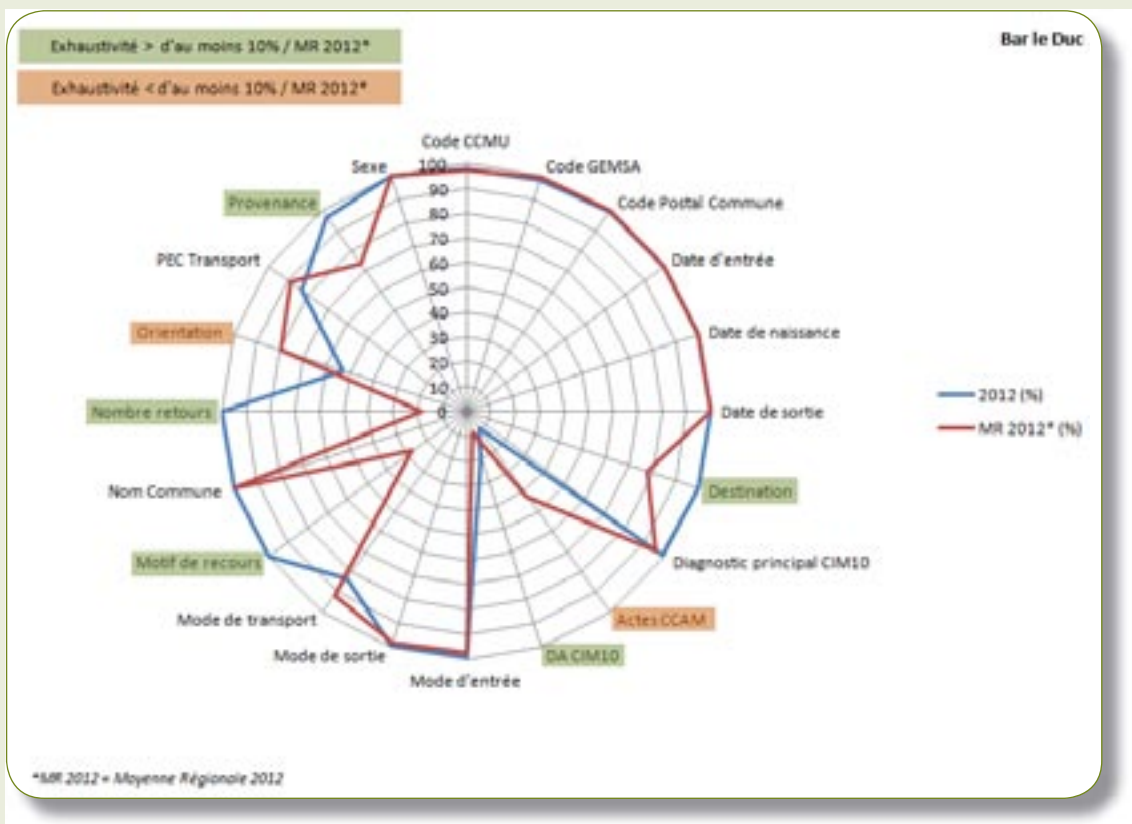 Exhaustivité > d'au moins 10% / MR 2012*
Bar le Duc
Exhaustivité < d'au moins 10% / MR 2012*
Code CCMU
Sexe
100
Code GEMSA
90
Provenance
Code Postal Commune
80
70
PEC Transport
Date d'entrée
60
50
Orientation
40
Date de naissance
30
20
2012 (%)
10
Nombre retours
0
Date de sortie
MR 2012* (%)
Nom Commune
Destination
Motif de recours
Diagnostic principal CIM10
Mode de transport
Actes CCAM
Mode de sortie
DA CIM10
Mode d'entrée
*MR 2012 = Moyenne Régionale 2012